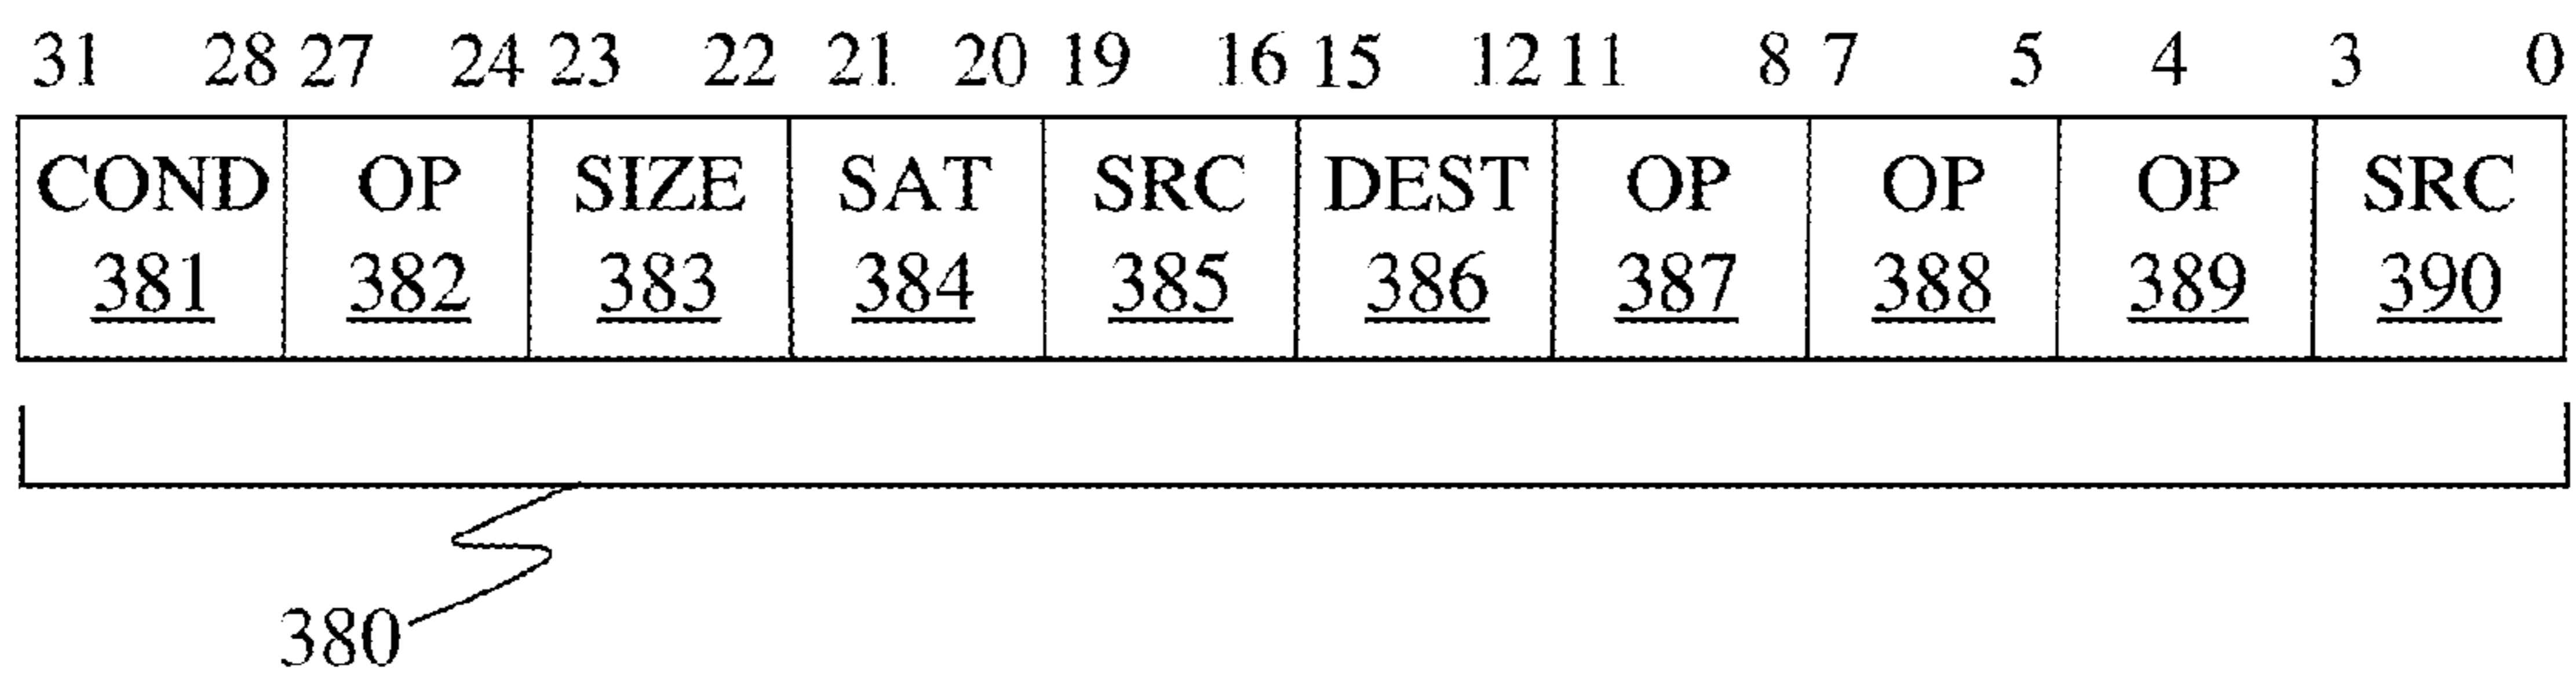 31 28 27 24 23 22 21 20 19 16 15 12 11 8 7 5 4 3 0
COND OP SIZE SAT SRC DEST OP OP OP SRC
381 382 383 384 385 386 387 388 389 390
380